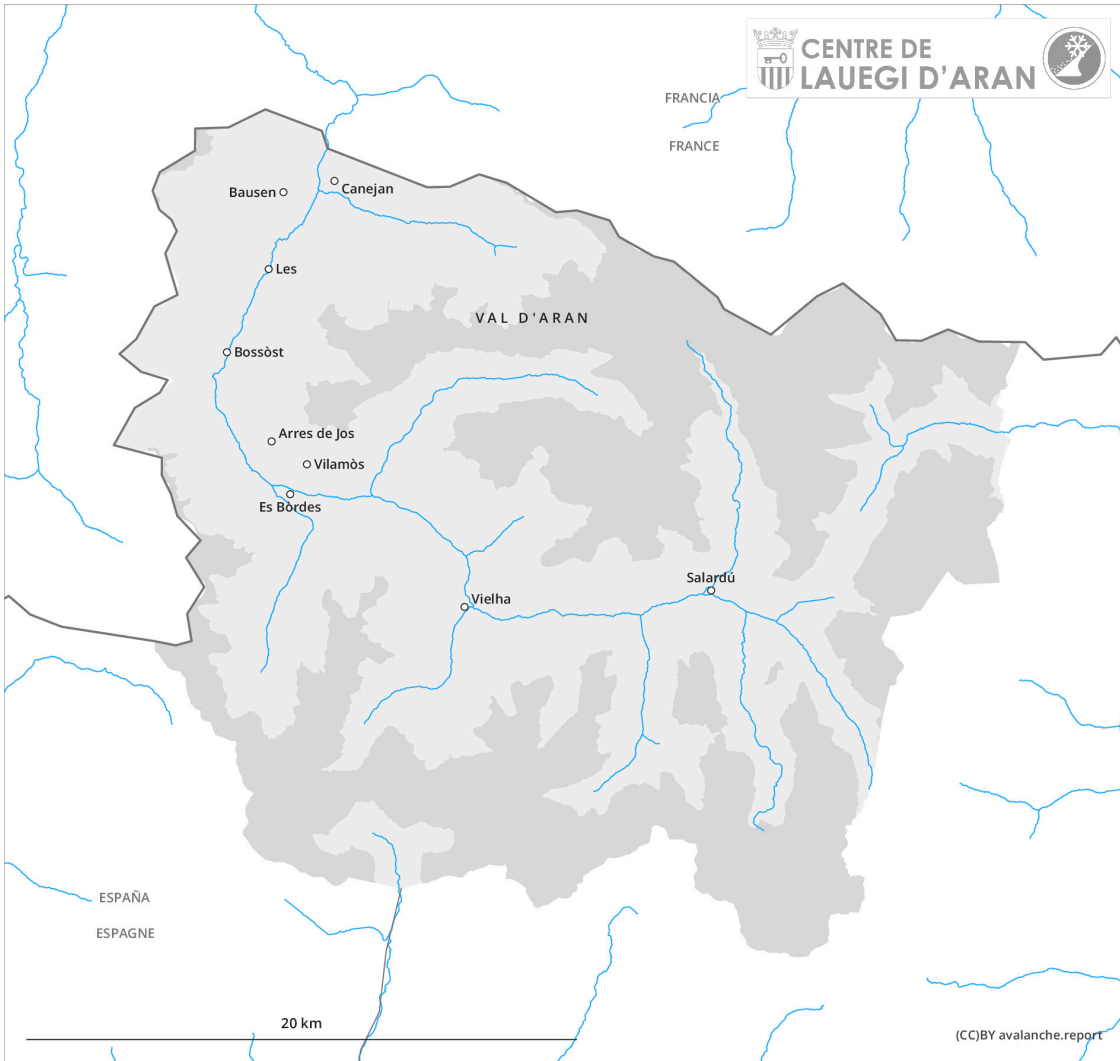 CENTRE DE
LAUEGI D'ARAN
FRANCIA
FRANCE
Bausen
Canejan
Les
VAL D'ARAN
Bossòst
Arres de Jos
Vilamòs
Es Bòrdes
Salardú
Vielha
ESPAÑA
ESPAGNE
20 km
(CC)BY avalanche.report